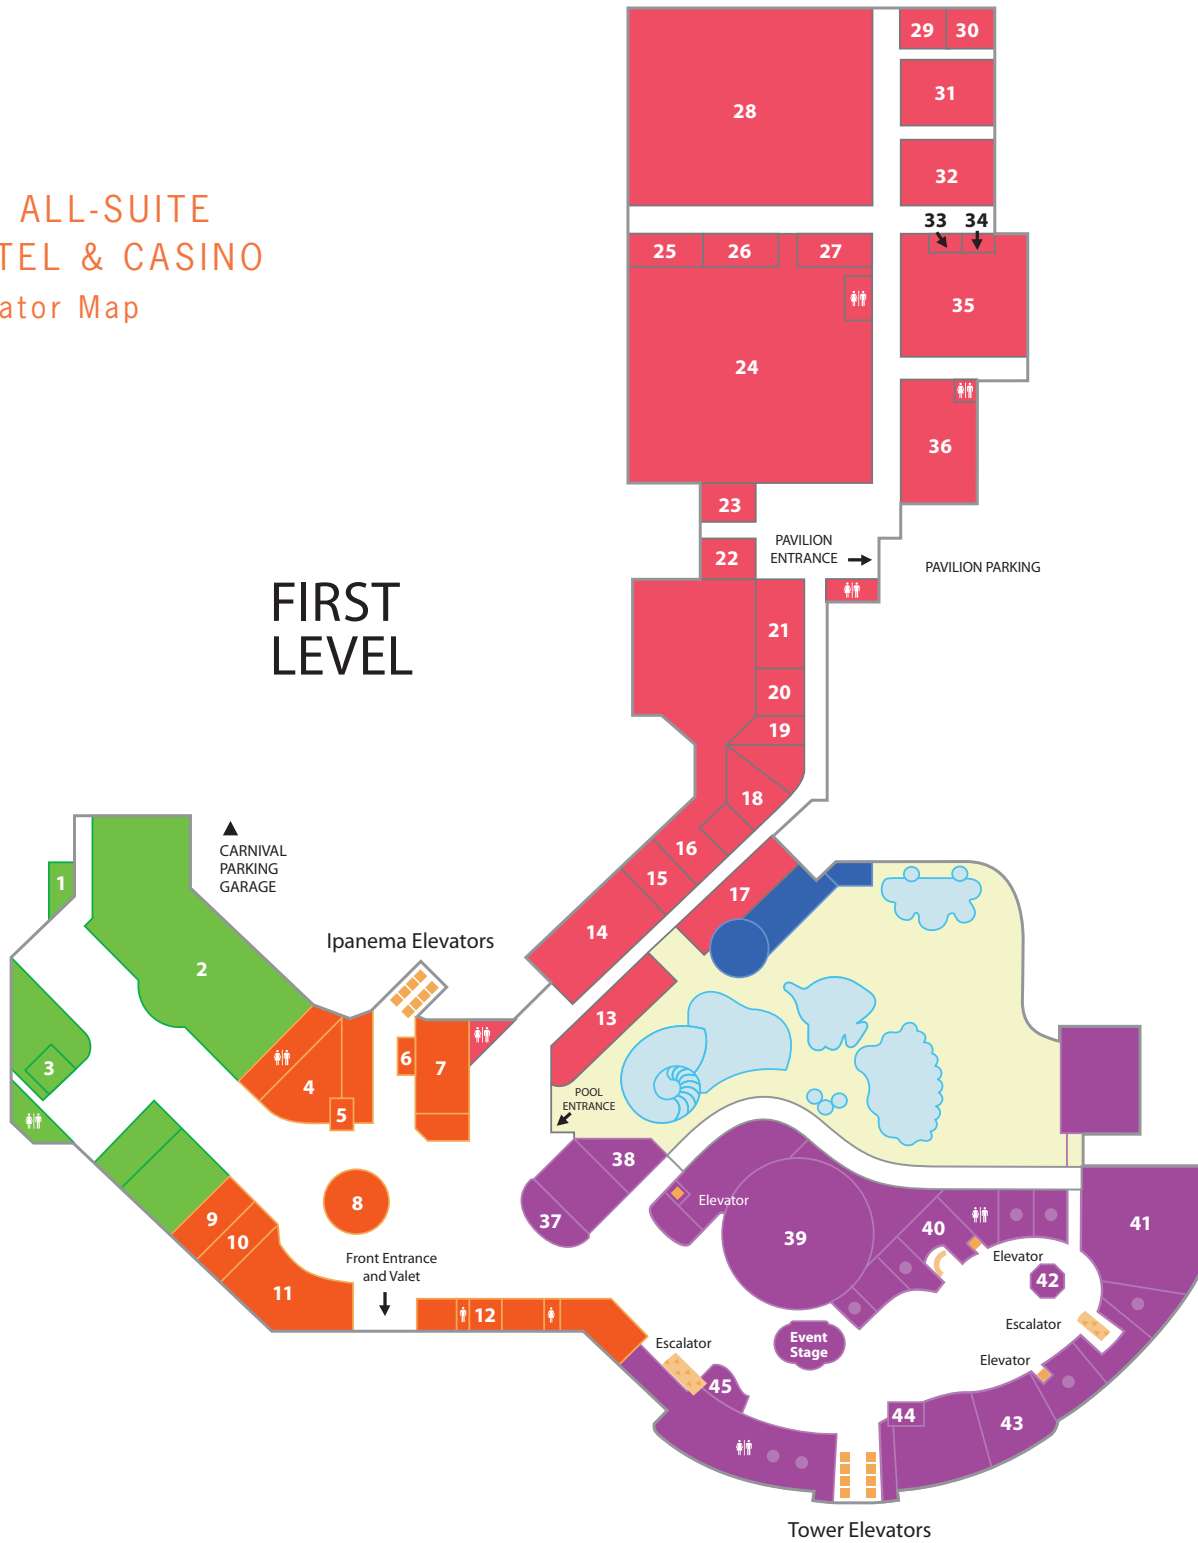 ALL-SUITE
TEL & CASINO
ator Map
FIRST
LEVEL
28
29
30
31
32
33
34
25
26
27
35
24
36
23
PAVILION
ENTRANCE
22
PAVILION PARKING
21
20
19
18
16
15
17
14
13
CARNIVAL
PARKING
GARAGE
1
2
Ipanema Elevators
3
4
5
6
7
POOL
ENTRANCE
8
9
10
11
Front Entrance
and Valet
12
37
38
Elevator
39
40
41
Elevator
42
Escalator
Event
Stage
Escalator
Elevator
45
44
43
Tower Elevators